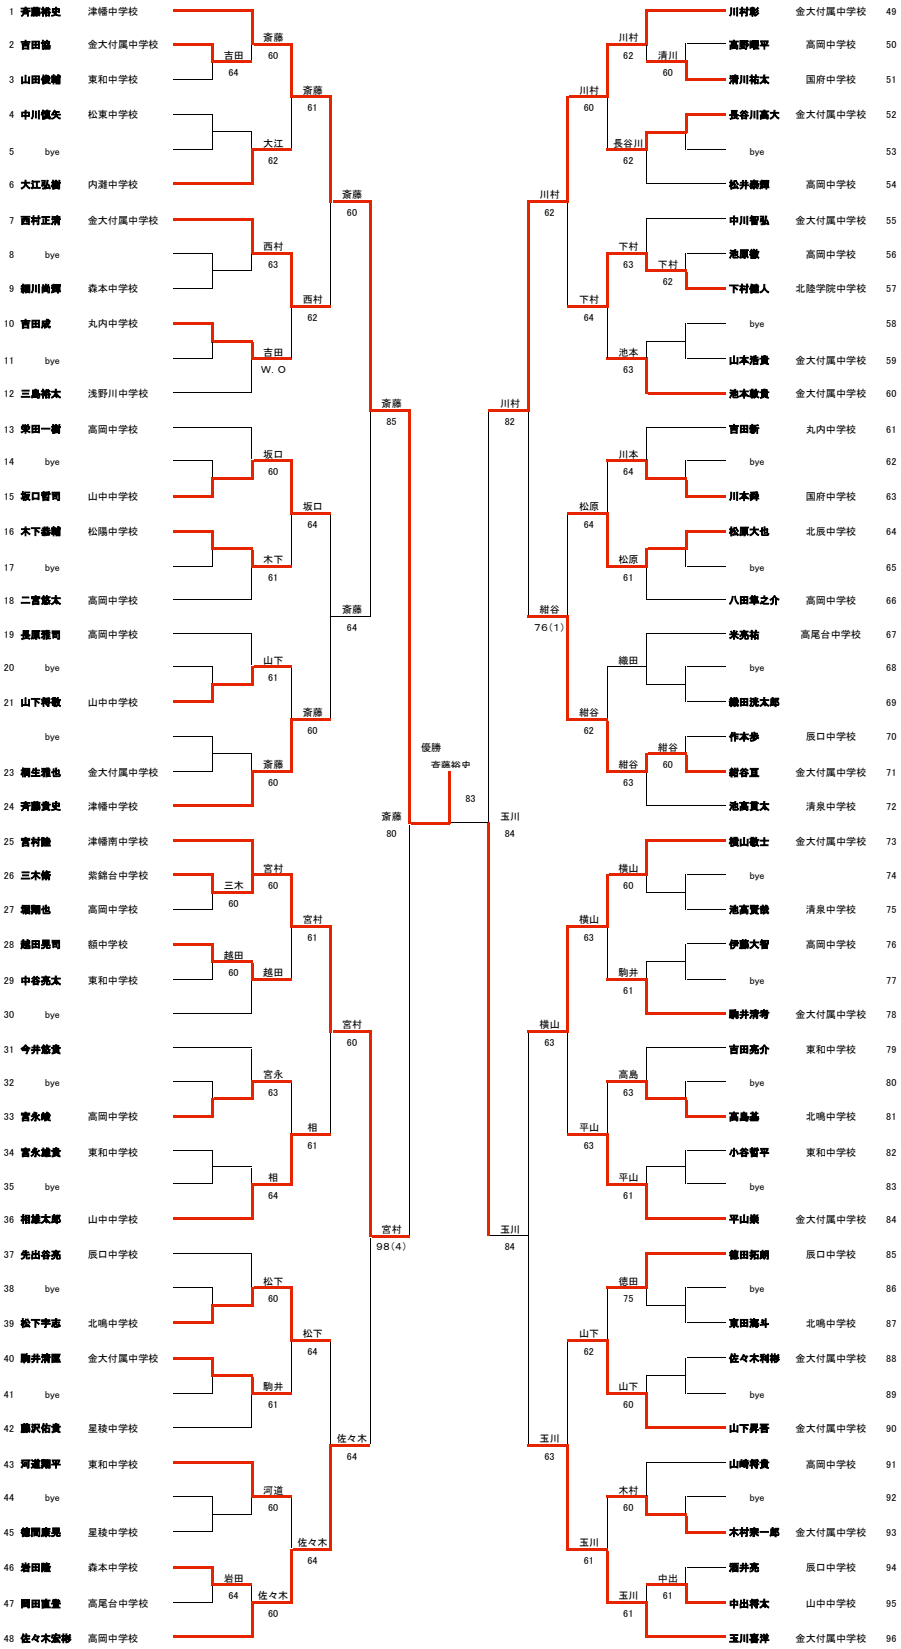 1 斉藤裕史 津幡中学校
2 吉田協 金大付属中学校
3 山田俊輔 東和中学校
4 中川慎矢 松東中学校
5 bye
6 大江弘樹 内灘中学校
7 西村正清 金大付属中学校
8 bye
9 細川尚輝 森本中学校
10 吉田成 丸内中学校
11 bye
12 三島裕太 浅野川中学校
13 栄田一樹 高岡中学校
14 bye
15 坂口哲司 山中中学校
16 木下恭輔 松陽中学校
17 bye
18 二宮悠太 高岡中学校
19 長原雅司 高岡中学校
20 bye
21 山下将敬 山中中学校
bye
23 桐生雅也 金大付属中学校
24 斉藤貴史 津幡中学校
25 宮村隆 津幡南中学校
26 三木脩 紫錦台中学校
27 堀翔也 高岡中学校
28 越田晃司 額中学校
29 中谷亮太 東和中学校
30 bye
31 今井悠貴
32 bye
33 宮永峻 高岡中学校
34 宮永雄貴 東和中学校
35 bye
36 相雄太郎 山中中学校
37 先出谷亮 辰口中学校
38 bye
39 松下宇志 北鳴中学校
40 駒井清匡 金大付属中学校
41 bye
42 藤沢佑貴 星稜中学校
43 河道翔平 東和中学校
44 bye
45 徳間康晃 星稜中学校
46 岩田隆 森本中学校
47 岡田直登 高尾台中学校
48 佐々木宏彬 高岡中学校
吉田
64
三木
60
越田
60
岩田
64
斎藤
60
大江
62
西村
63
吉田
W.O
坂口
60
木下
61
山下
61
斎藤
60
宮村
60
越田
宮永
63
相
64
松下
60
駒井
61
河道
60
佐々木
60
斎藤
61
西村
62
坂口
64
斎藤
60
宮村
61
相
61
松下
64
佐々木
64
斎藤
60
斎藤
64
宮村
60
佐々木
64
斎藤
85
宮村
98(4)
斎藤
80
優勝
斉藤裕史
83
玉川
84
川村
82
玉川
84
川村
62
紺谷
76(1)
横山
63
玉川
63
川村
60
下村
64
松原
64
紺谷
62
横山
63
平山
63
山下
62
玉川
61
川村
62
長谷川
62
下村
63
池本
63
川本
64
松原
61
織田
紺谷
63
横山
60
駒井
61
高島
63
平山
61
徳田
75
山下
60
木村
60
玉川
61
清川
60
下村
62
紺谷
60
中出
61
川村彰 金大付属中学校 49
高野曜平 高岡中学校 50
清川祐太 国府中学校 51
長谷川高大 金大付属中学校 52
bye 53
松井泰輝 高岡中学校 54
中川智弘 金大付属中学校 55
池原徹 高岡中学校 56
下村健人 北陸学院中学校 57
bye 58
山本浩貴 金大付属中学校 59
池本敦貴 金大付属中学校 60
吉田新 丸内中学校 61
bye 62
川本舜 国府中学校 63
松原大也 北辰中学校 64
bye 65
八田隼之介 高岡中学校 66
米亮祐 高尾台中学校 67
bye 68
織田洸太郎 69
作本歩 辰口中学校 70
紺谷亘 金大付属中学校 71
池高貫太 清泉中学校 72
横山敬士 金大付属中学校 73
bye 74
池高賢哉 清泉中学校 75
伊藤大智 高岡中学校 76
bye 77
駒井清考 金大付属中学校 78
吉田亮介 東和中学校 79
bye 80
高島基 北鳴中学校 81
小谷哲平 東和中学校 82
bye 83
平山崇 金大付属中学校 84
徳田拓朗 辰口中学校 85
bye 86
東田海斗 北鳴中学校 87
佐々木利彬 金大付属中学校 88
bye 89
山下昇吾 金大付属中学校 90
山崎将貴 高岡中学校 91
bye 92
木村宗一郎 金大付属中学校 93
酒井亮 辰口中学校 94
中出将太 山中中学校 95
玉川喜洋 金大付属中学校 96